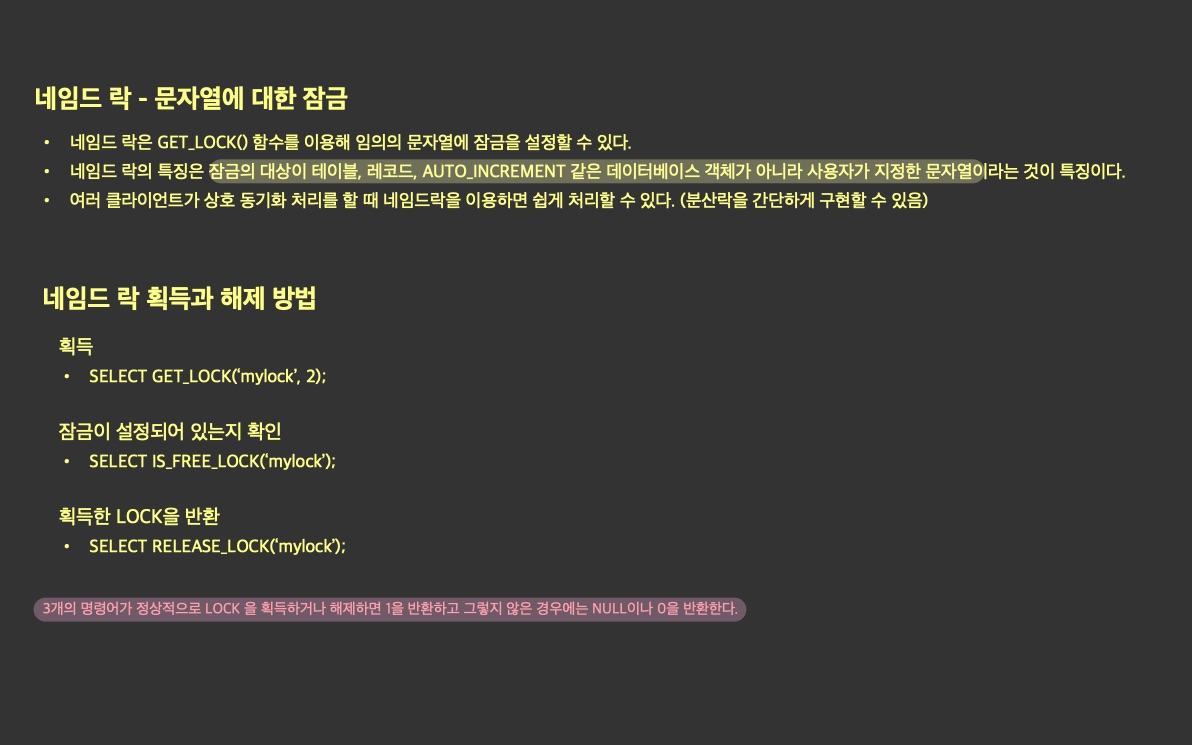 네임드 락 - 문자열에 대한 잠금
• 네임드 락은 GET_LOCK() 함수를 이용해 임의의 문자열에 잠금을 설정할 수 있다.
• 네임드 락의 특징은 잠금의 대상이 테이블, 레코드, AUTO_INCREMENT 같은 데이터베이스 객체가 아니라 사용자가 지정한 문자열이라는 것이 특징이다.
• 여러 클라이언트가 상호 동기화 처리를 할 때 네임드락을 이용하면 쉽게 처리할 수 있다. (분산락을 간단하게 구현할 수 있음)
네임드 락 획득과 해제 방법
획득
• SELECT GET_LOCK(‘mylock’, 2);
잠금이 설정되어 있는지 확인
• SELECT IS_FREE_LOCK(‘mylock’);
획득한 LOCK을 반환
• SELECT RELEASE_LOCK(‘mylock’);
3개의 명령어가 정상적으로 LOCK 을 획득하거나 해제하면 1을 반환하고 그렇지 않은 경우에는 NULL이나 0을 반환한다.